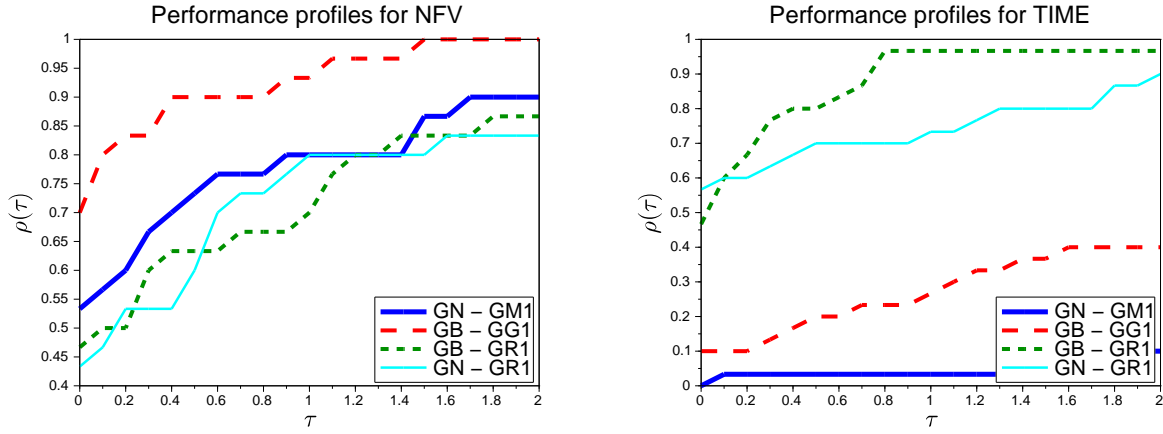 Performance profiles for NFV
1
0.95
0.9
0.85
0.8
0.75
0.7
0.65
0.6
0.55
0.5
0.45
0.4
ρ(τ)
0 0.2 0.4 0.6 0.8 1 1.2 1.4 1.6 1.8 2
τ
GN – GM1
GB – GG1
GB – GR1
GN – GR1
Performance profiles for TIME
1
0.9
0.8
0.7
0.6
0.5
0.4
0.3
0.2
0.1
0
ρ(τ)
0 0.2 0.4 0.6 0.8 1 1.2 1.4 1.6 1.8 2
τ
GN – GM1
GB – GG1
GB – GR1
GN – GR1